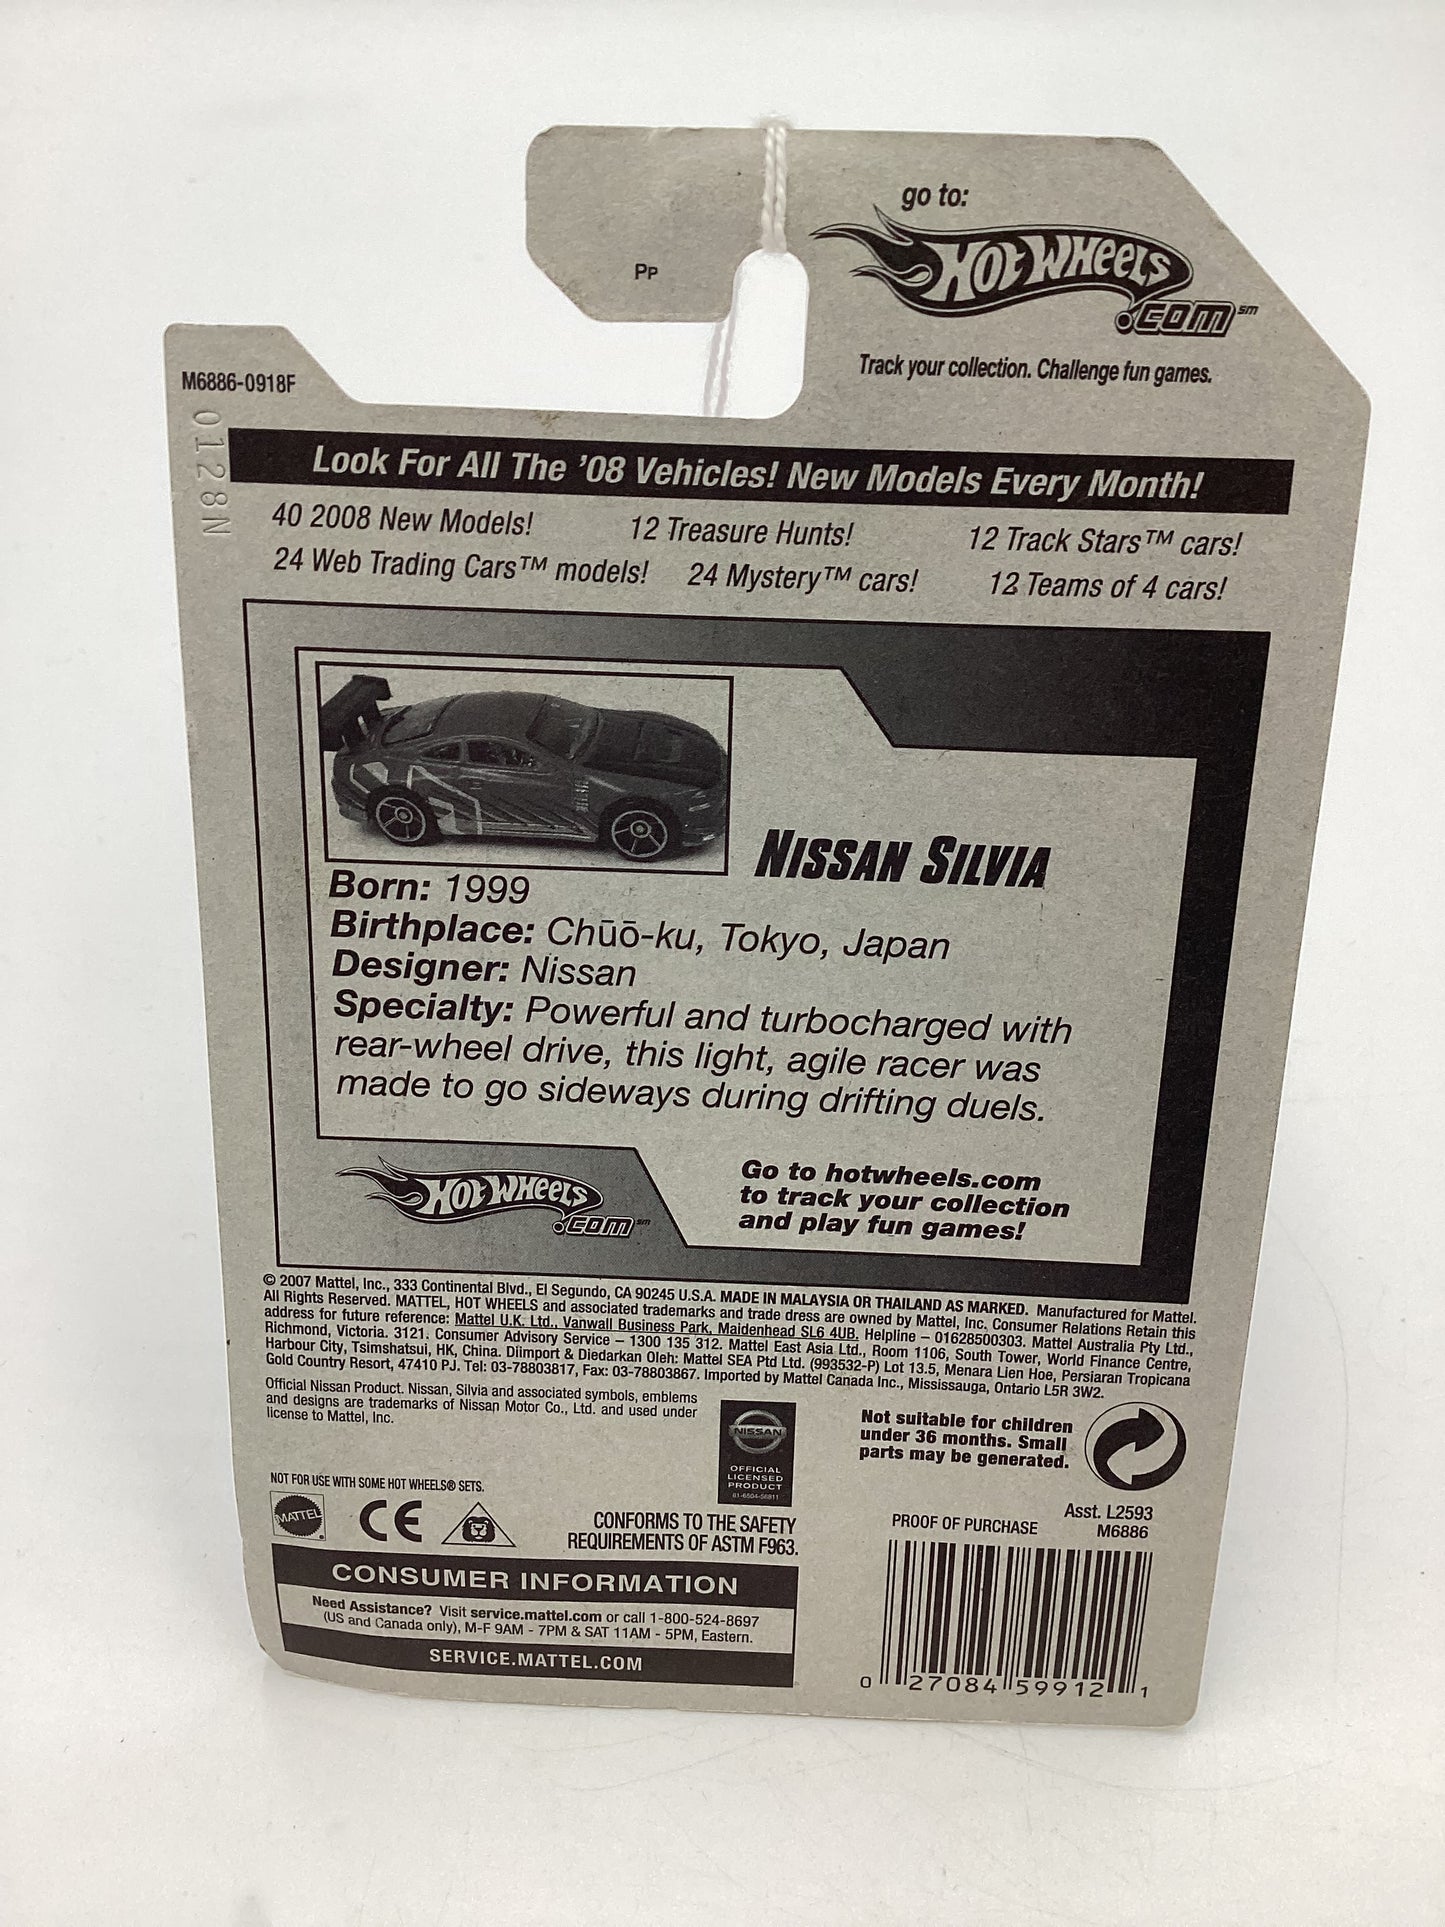 go to:
HOT WHEELS
.COM℠
Track your collection. Challenge fun games.
PP
M6886-0918F
0128N
Look For All The '08 Vehicles! New Models Every Month!
40 2008 New Models! 12 Treasure Hunts! 12 Track Stars™ cars!
24 Web Trading Cars™ models! 24 Mystery™ cars! 12 Teams of 4 cars!
NISSAN SILVIA
Born: 1999
Birthplace: Chūō-ku, Tokyo, Japan
Designer: Nissan
Specialty: Powerful and turbocharged with
rear-wheel drive, this light, agile racer was
made to go sideways during drifting duels.
HOT WHEELS
.COM℠
Go to hotwheels.com
to track your collection
and play fun games!
© 2007 Mattel, Inc., 333 Continental Blvd., El Segundo, CA 90245 U.S.A. MADE IN MALAYSIA OR THAILAND AS MARKED. Manufactured for Mattel.
All Rights Reserved. MATTEL, HOT WHEELS and associated trademarks and trade dress are owned by Mattel, Inc. Consumer Relations Retain this
address for future reference: Mattel U.K. Ltd., Vanwall Business Park, Maidenhead SL6 4UB. Helpline – 01628500303. Mattel Australia Pty Ltd.,
Richmond, Victoria. 3121. Consumer Advisory Service – 1300 135 312. Mattel East Asia Ltd., Room 1106, South Tower, World Finance Centre,
Harbour City, Tsimshatsui, HK, China. Diimport & Diedarkan Oleh: Mattel SEA Ptd Ltd. (993532-P) Lot 13.5, Menara Lien Hoe, Persiaran Tropicana
Gold Country Resort, 47410 PJ. Tel: 03-78803817, Fax: 03-78803867. Imported by Mattel Canada Inc., Mississauga, Ontario L5R 3W2.
Official Nissan Product. Nissan, Silvia and associated symbols, emblems
and designs are trademarks of Nissan Motor Co., Ltd. and used under
license to Mattel, Inc.
NISSAN
OFFICIAL
LICENSED
PRODUCT
Not suitable for children
under 36 months. Small
parts may be generated.
NOT FOR USE WITH SOME HOT WHEELS® SETS.
MATTEL
CE
CONFORMS TO THE SAFETY
REQUIREMENTS OF ASTM F963.
PROOF OF PURCHASE
Asst. L2593
M6886
CONSUMER INFORMATION
Need Assistance? Visit service.mattel.com or call 1-800-524-8697
(US and Canada only), M-F 9AM - 7PM & SAT 11AM - 5PM, Eastern.
SERVICE.MATTEL.COM
0 27084 59912 1